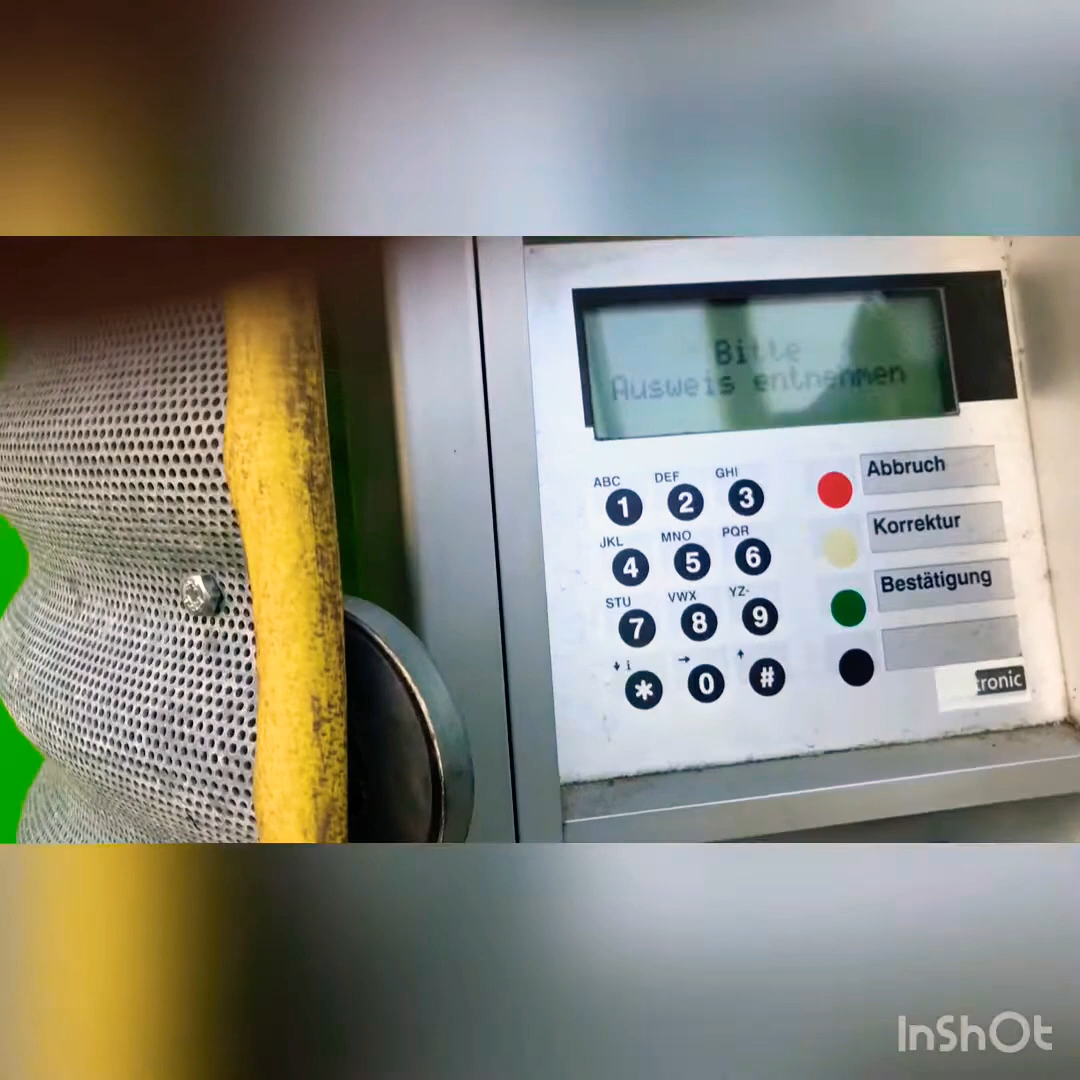 Bitte
Ausweis entnehmen
ABC DEF GHI
1 2 3
JKL MNO PQR
4 5 6
STU VWX YZ-
7 8 9
↓ i → ↑
* 0 #
Abbruch
Korrektur
Bestätigung
tronic
InShOt